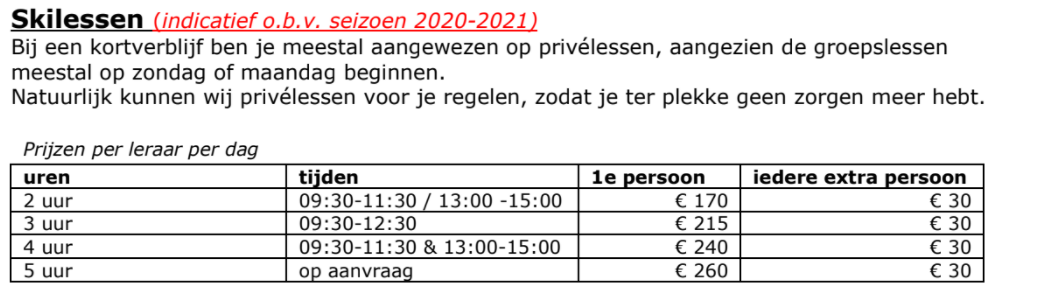 Skilessen (indicatief o.b.v. seizoen 2020-2021)
Bij een kortverblijf ben je meestal aangewezen op privélessen, aangezien de groepslessen
meestal op zondag of maandag beginnen.
Natuurlijk kunnen wij privélessen voor je regelen, zodat je ter plekke geen zorgen meer hebt.
Prijzen per leraar per dag
uren tijden 1e persoon iedere extra persoon
2 uur 09:30-11:30 / 13:00 -15:00 € 170 € 30
3 uur 09:30-12:30 € 215 € 30
4 uur 09:30-11:30 & 13:00-15:00 € 240 € 30
5 uur op aanvraag € 260 € 30